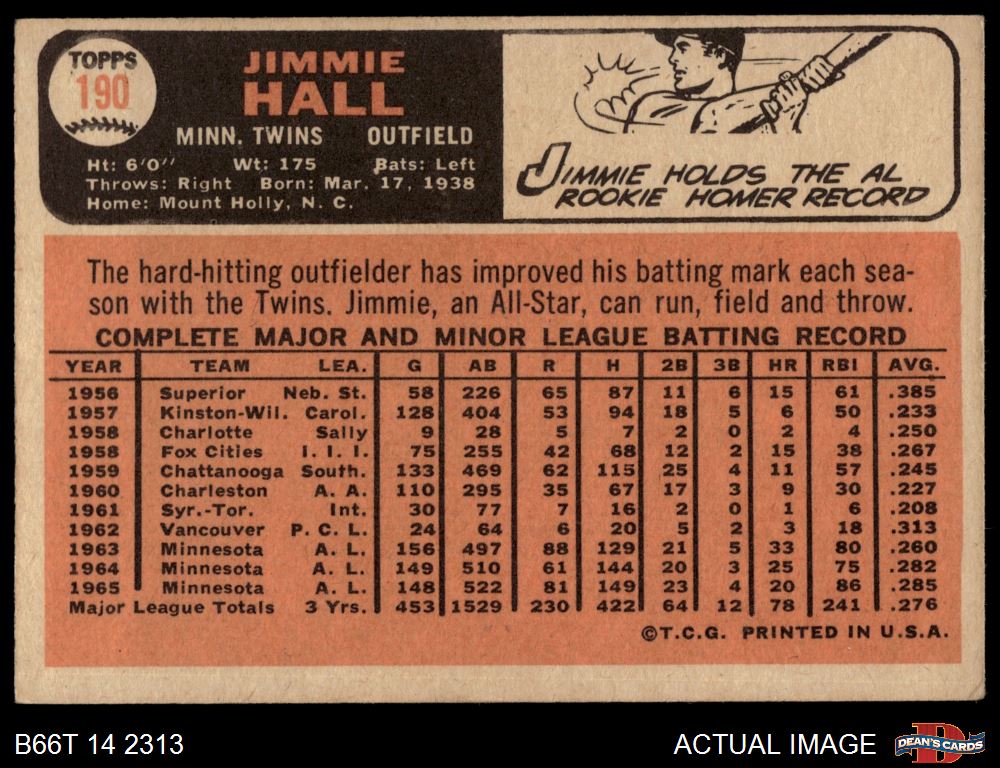 TOPPS
190
JIMMIE
HALL
MINN. TWINS OUTFIELD
Ht: 6'0" Wt: 175 Bats: Left
Throws: Right Born: Mar. 17, 1938
Home: Mount Holly, N. C.
JIMMIE HOLDS THE AL
ROOKIE HOMER RECORD
The hard-hitting outfielder has improved his batting mark each sea-
son with the Twins. Jimmie, an All-Star, can run, field and throw.
COMPLETE MAJOR AND MINOR LEAGUE BATTING RECORD
YEAR TEAM LEA. G AB R H 2B 3B HR RBI AVG.
1956 Superior Neb. St. 58 226 65 87 11 6 15 61 .385
1957 Kinston-Wil. Carol. 128 404 53 94 18 5 6 50 .233
1958 Charlotte Sally 9 28 5 7 2 0 2 4 .250
1958 Fox Cities I. I. I. 75 255 42 68 12 2 15 38 .267
1959 Chattanooga South. 133 469 62 115 25 4 11 57 .245
1960 Charleston A. A. 110 295 35 67 17 3 9 30 .227
1961 Syr.-Tor. Int. 30 77 7 16 2 0 1 6 .208
1962 Vancouver P. C. L. 24 64 6 20 5 2 3 18 .313
1963 Minnesota A. L. 156 497 88 129 21 5 33 80 .260
1964 Minnesota A. L. 149 510 61 144 20 3 25 75 .282
1965 Minnesota A. L. 148 522 81 149 23 4 20 86 .285
Major League Totals 3 Yrs. 453 1529 230 422 64 12 78 241 .276
©T.C.G. PRINTED IN U.S.A.
B66T 14 2313
ACTUAL IMAGE
D
DEAN'S CARDS